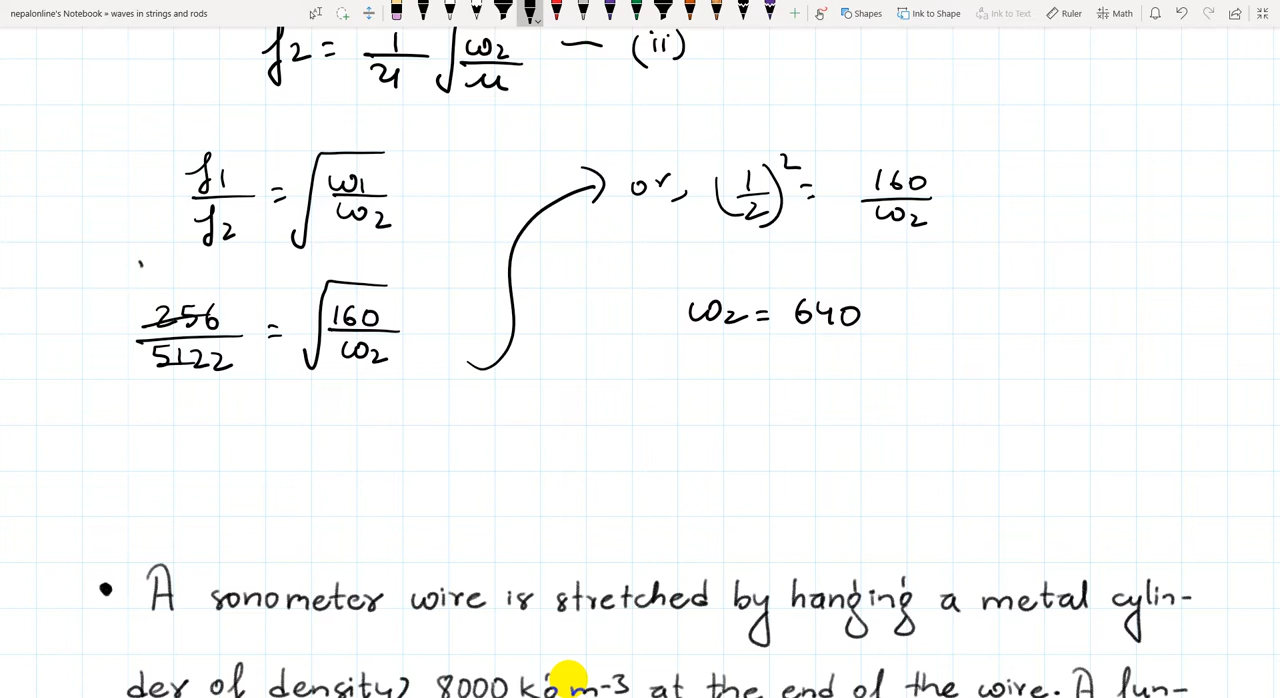 nepalonline's Notebook » waves in strings and rods
Shapes Ink to Shape Ink to Text Ruler Math
f2 = 1/2l √(ω2/μ) — (ii)
f1/f2 = √(ω1/ω2)
256/5122 = √(160/ω2)
or, (1/2)² = 160/ω2
ω2 = 640
• A sonometer wire is stretched by hanging a metal cylin-
der of density 8000 kg m-3 at the end of the wire. A fun-